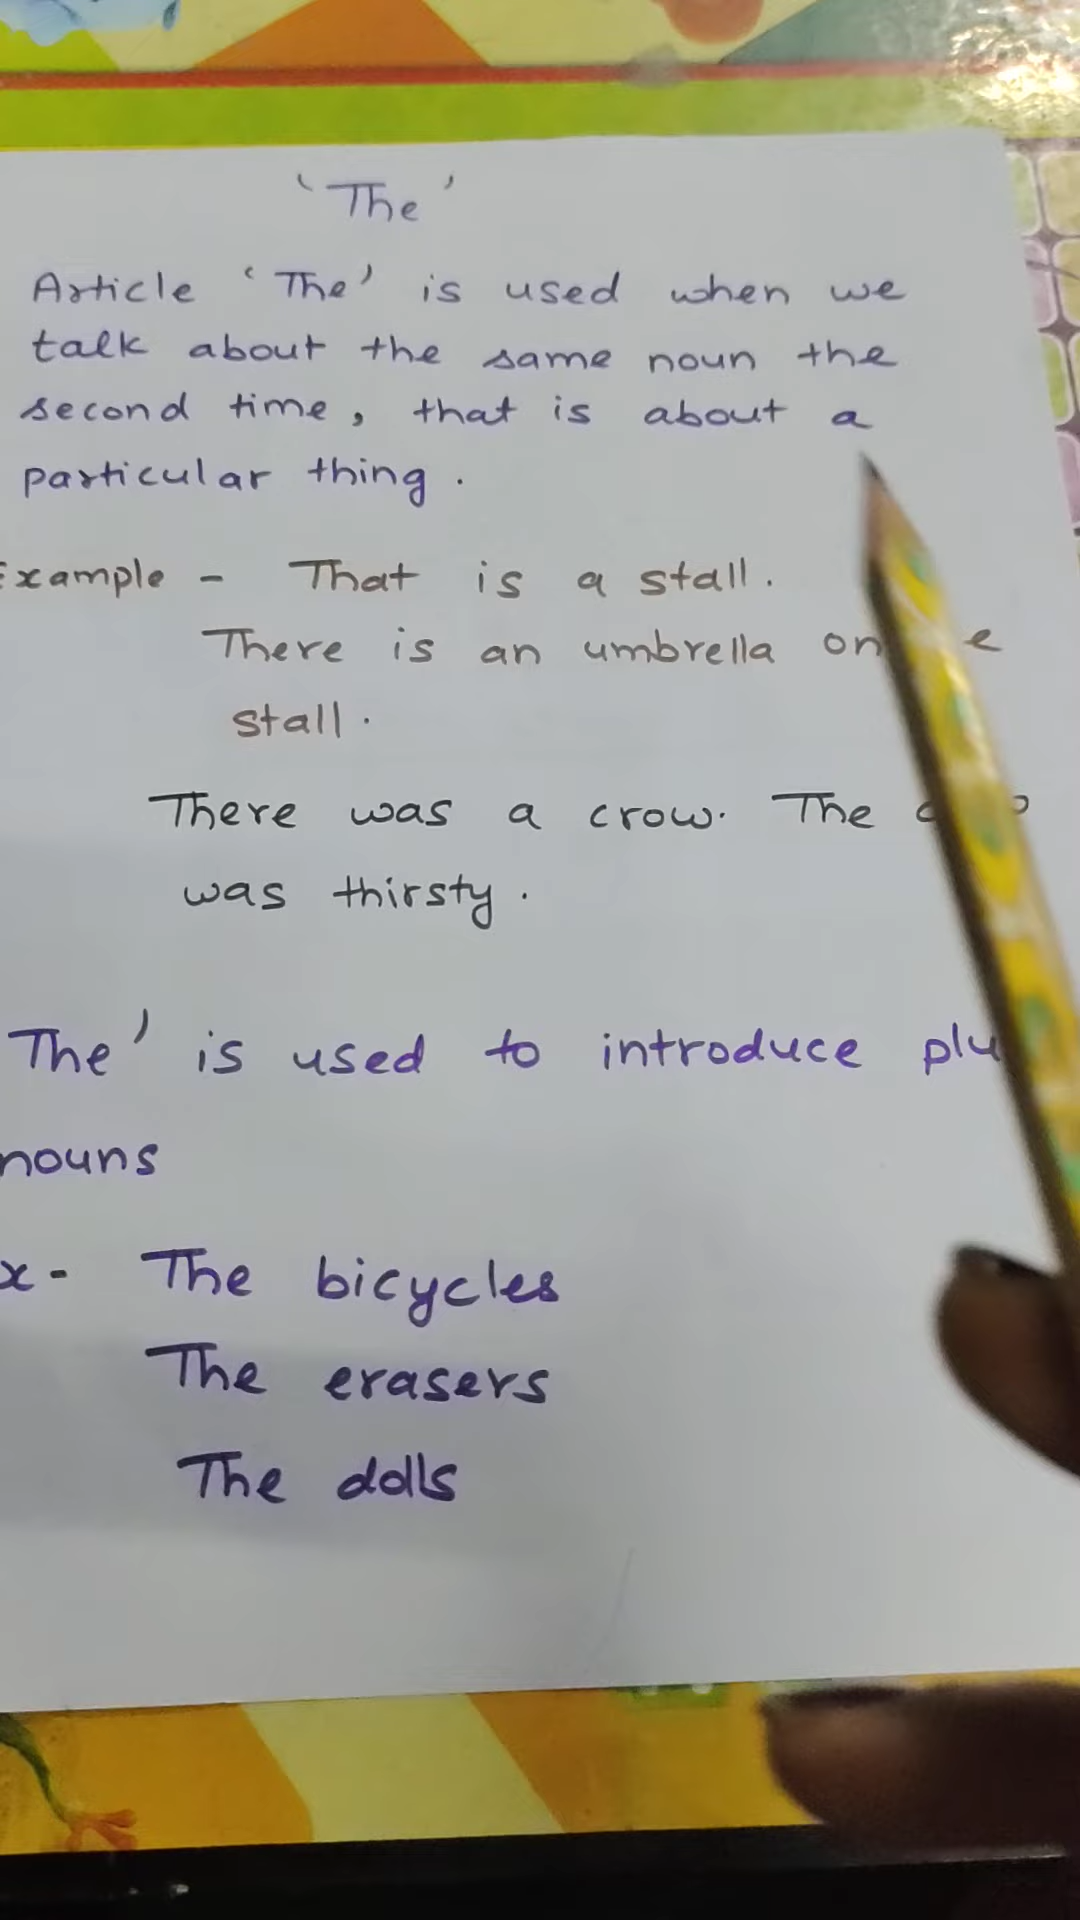 'The'
Article 'The' is used when we
talk about the same noun the
second time, that is about a
particular thing.
Example - That is a stall.
There is an umbrella on
stall.
There was a crow. The
was thirsty.
The' is used to introduce
nouns
The bicycles
The erasers
The dolls